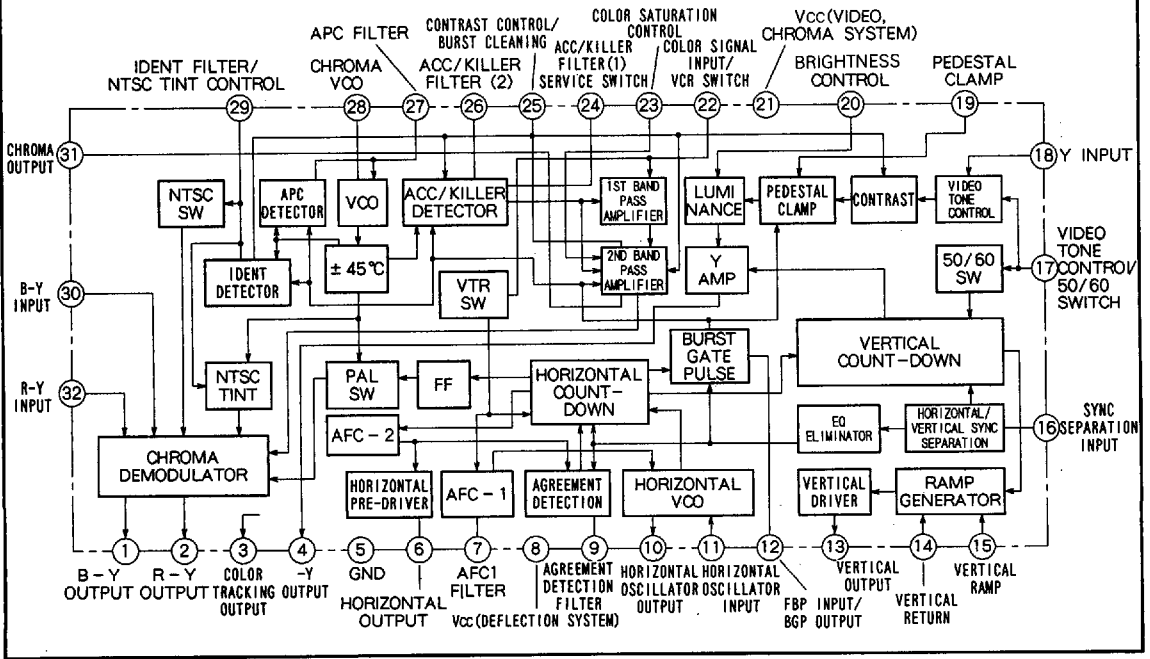 APC FILTER
CONTRAST CONTROL/
BURST CLEANING
COLOR SATURATION
CONTROL
VCC (VIDEO,
CHROMA SYSTEM)
IDENT FILTER/
NTSC TINT CONTROL
CHROMA
VCO
ACC/KILLER
FILTER (2)
ACC/KILLER
FILTER(1)
SERVICE SWITCH
COLOR SIGNAL
INPUT/
VCR SWITCH
BRIGHTNESS
CONTROL
PEDESTAL
CLAMP
29
28
27
26
25
24
23
22
21
20
19
CHROMA
OUTPUT
31
18
Y INPUT
NTSC
SW
APC
DETECTOR
VCO
ACC/KILLER
DETECTOR
1ST BAND
PASS
AMPLIFIER
LUMI
NANCE
PEDESTAL
CLAMP
CONTRAST
VIDEO
TONE
CONTROL
IDENT
DETECTOR
± 45℃
VTR
SW
2ND BAND
PASS
AMPLIFIER
Y
AMP
50/60
SW
17
VIDEO
TONE
CONTROl/
50/60
SWITCH
B-Y
INPUT
30
R-Y
INPUT
32
NTSC
TINT
PAL
SW
FF
HORIZONTAL
COUNT-
DOWN
BURST
GATE
PULSE
VERTICAL
COUNT-DOWN
AFC-2
EQ
ELIMINATOR
HORIZONTAL/
VERTICAL SYNC
SEPARATION
16
SYNC
SEPARATION
INPUT
CHROMA
DEMODULATOR
HORIZONTAL
PRE-DRIVER
AFC-1
AGREEMENT
DETECTION
HORIZONTAL
VCO
VERTICAL
DRIVER
RAMP
GENERATOR
1
2
3
4
5
6
7
8
9
10
11
12
13
14
15
B-Y
OUTPUT
R-Y
OUTPUT
COLOR
TRACKING
OUTPUT
-Y
OUTPUT
GND
HORIZONTAL
OUTPUT
AFC1
FILTER
Vcc(DEFLECTION SYSTEM)
AGREEMENT
DETECTION
FILTER
HORIZONTAL
OSCILLATOR
OUTPUT
HORIZONTAL
OSCILLATOR
INPUT
FBP INPUT/
BGP OUTPUT
VERTICAL
OUTPUT
VERTICAL
RETURN
VERTICAL
RAMP